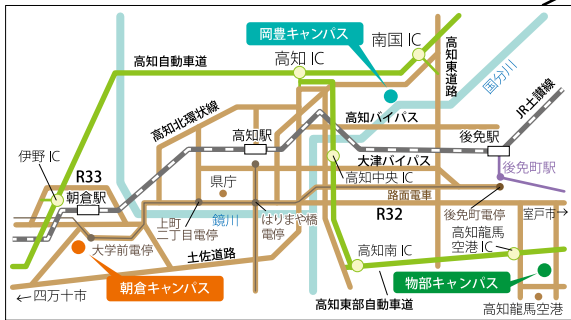 岡豊キャンパス
南国 IC
高知 IC
高知東道路
国分川
高知自動車道
JR土讃線
高知北環状線
高知バイパス
高知駅
後免駅
伊野 IC
大津バイパス
後免町駅
R33
県庁
高知中央 IC
朝倉駅
路面電車
鏡川
はりまや橋
電停
R32
後免町電停
室戸市→
上町
二丁目電停
大学前電停
土佐道路
高知龍馬
空港 IC
高知南 IC
朝倉キャンパス
物部キャンパス
←四万十市
高知東部自動車道
高知龍馬空港